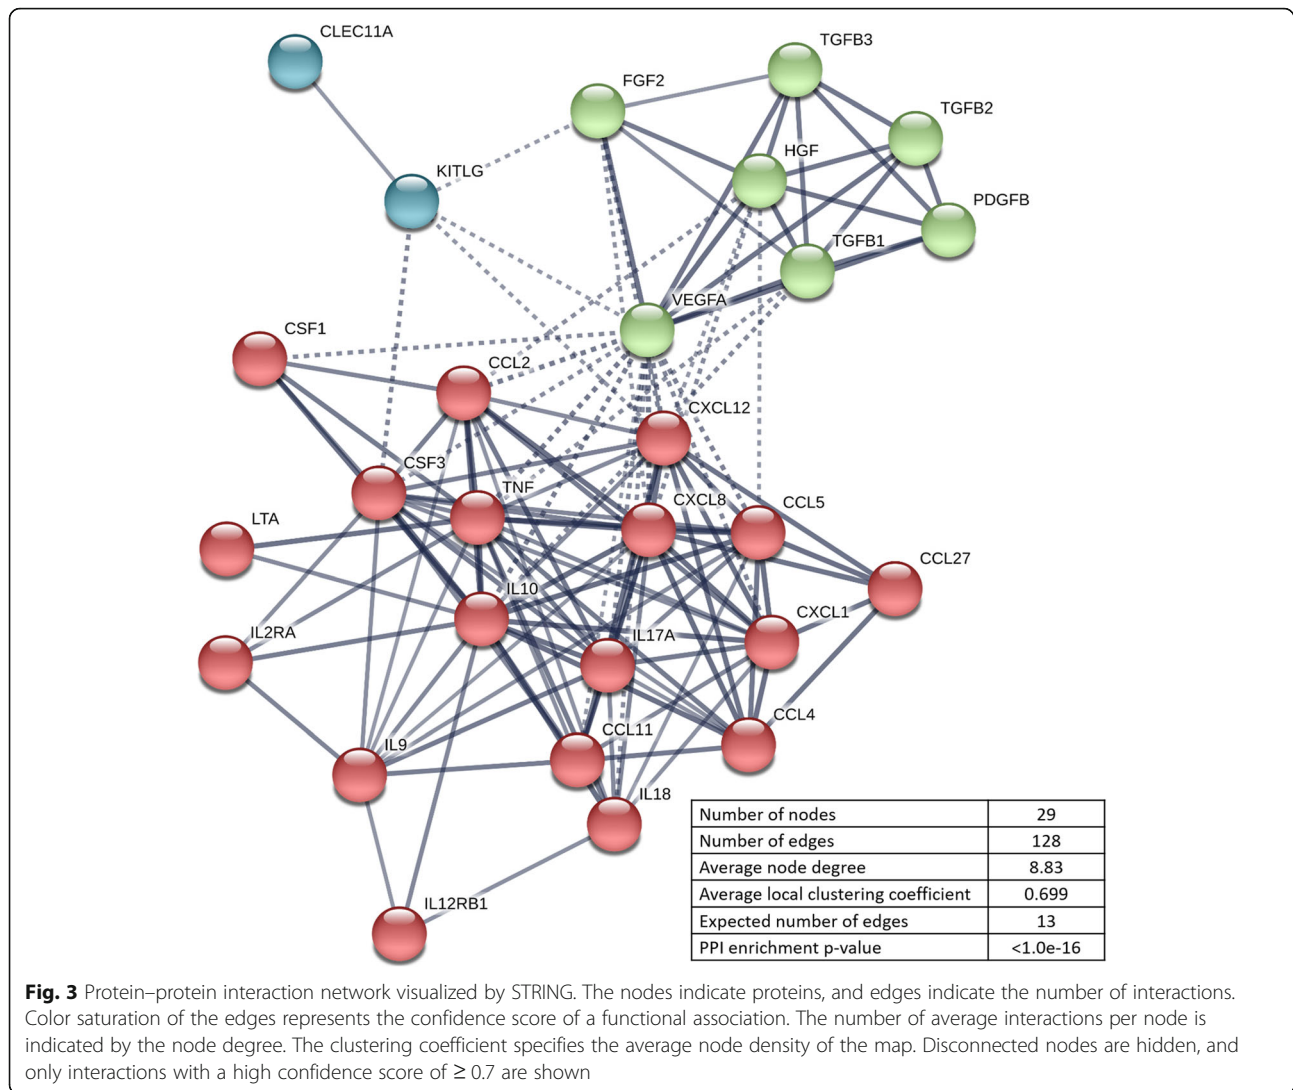 CLEC11A
TGFB3
FGF2
TGFB2
HGF
KITLG
PDGFB
TGFB1
VEGFA
CSF1
CCL2
CXCL12
CSF3
TNF
CXCL8
CCL5
LTA
CCL27
IL10
CXCL1
IL2RA
IL17A
CCL4
CCL11
IL9
IL18
IL12RB1
Number of nodes 29
Number of edges 128
Average node degree 8.83
Average local clustering coefficient 0.699
Expected number of edges 13
PPI enrichment p-value <1.0e-16
Fig. 3 Protein–protein interaction network visualized by STRING. The nodes indicate proteins, and edges indicate the number of interactions.
Color saturation of the edges represents the confidence score of a functional association. The number of average interactions per node is
indicated by the node degree. The clustering coefficient specifies the average node density of the map. Disconnected nodes are hidden, and
only interactions with a high confidence score of ≥ 0.7 are shown